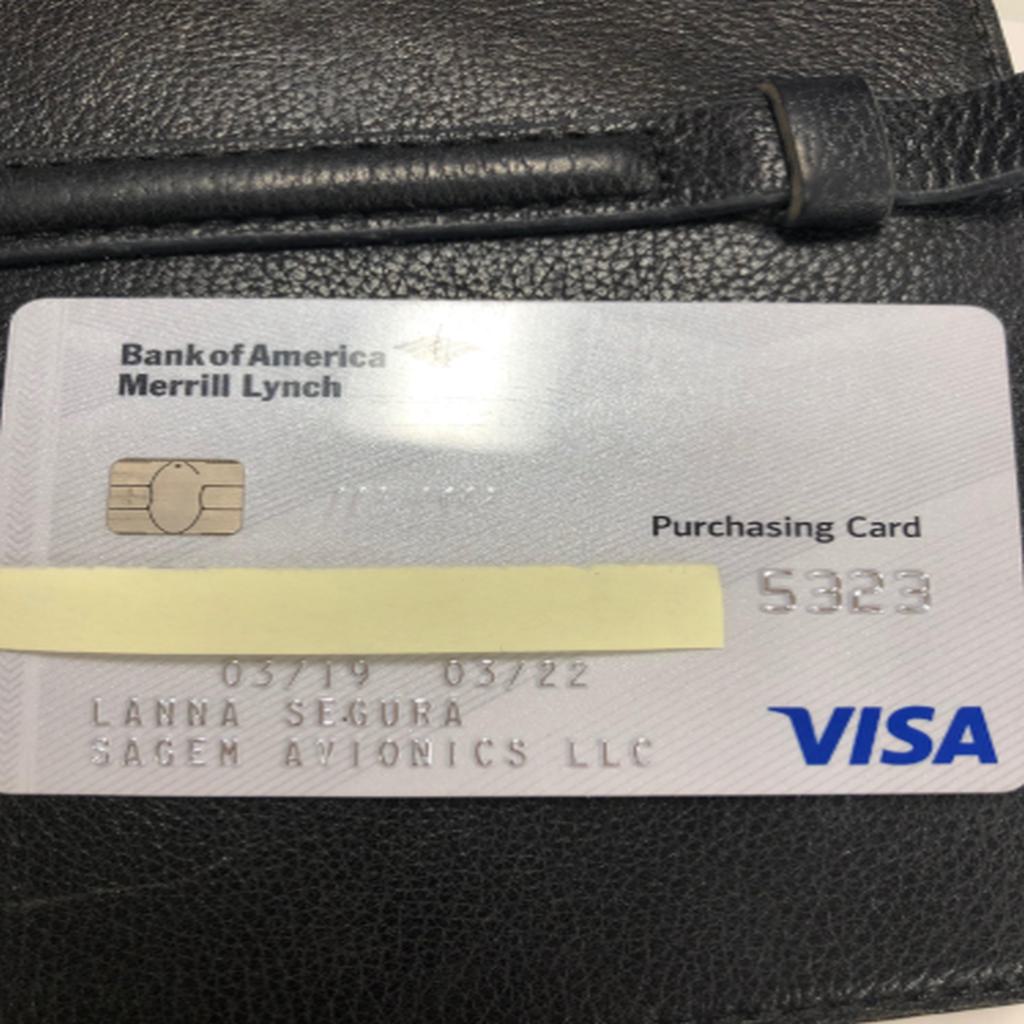 Bank of America
Merrill Lynch
Purchasing Card
5323
03/19 03/22
LANNA SEGURA
SAGEM AVIONICS LLC
VISA